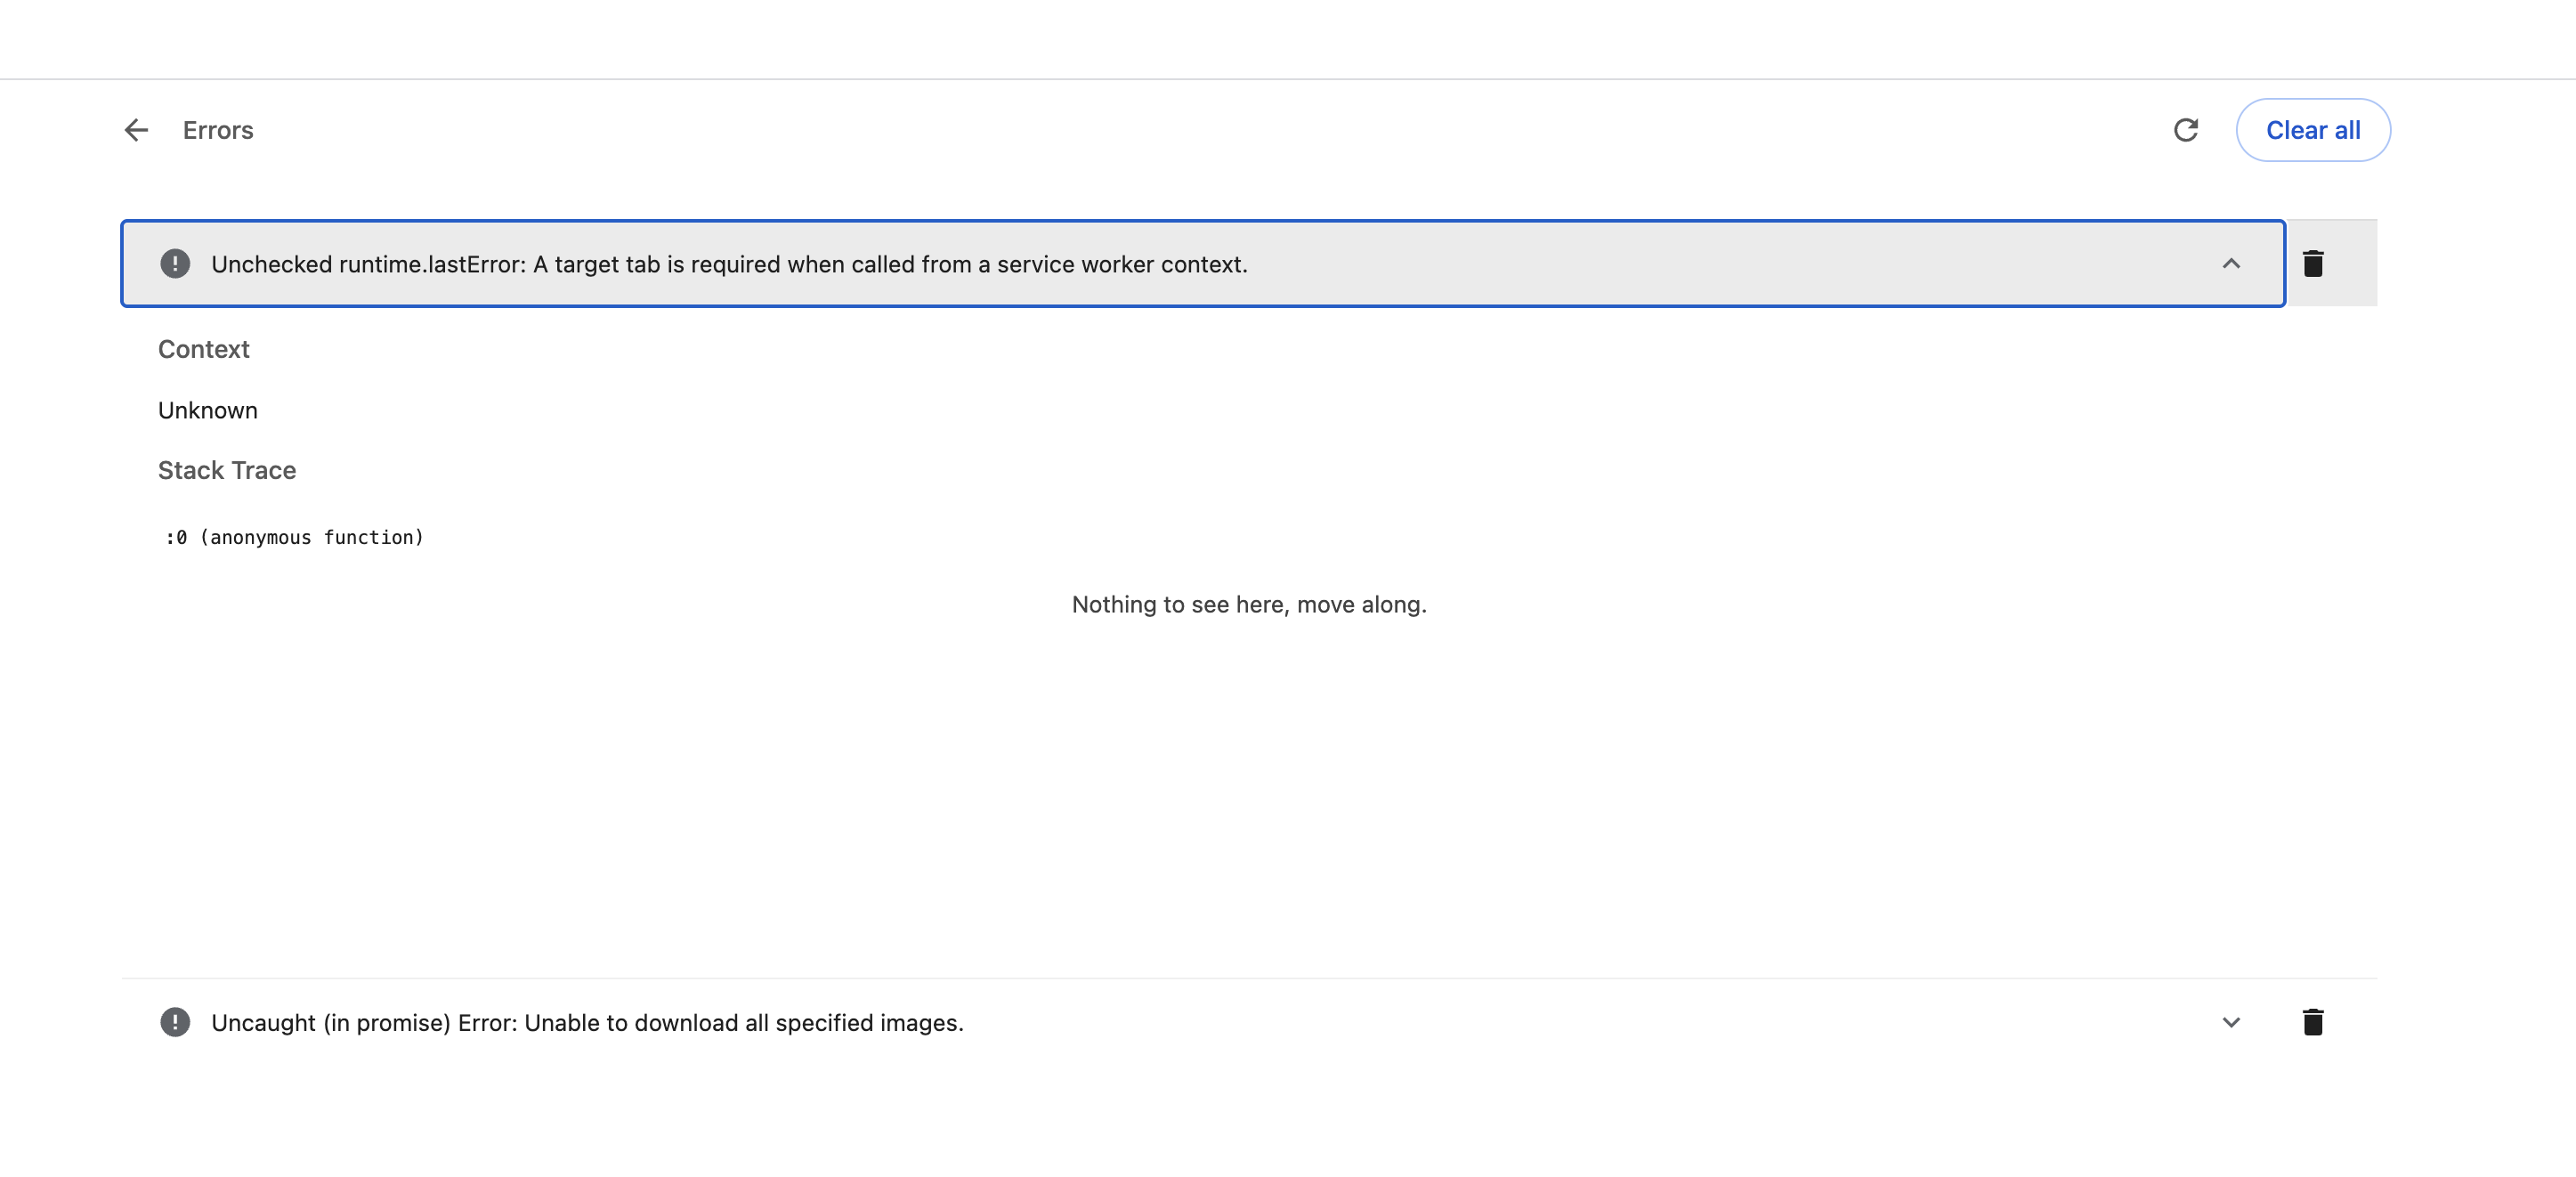 Errors
Clear all
Unchecked runtime.lastError: A target tab is required when called from a service worker context.
Context
Unknown
Stack Trace
:0 (anonymous function)
Nothing to see here, move along.
Uncaught (in promise) Error: Unable to download all specified images.